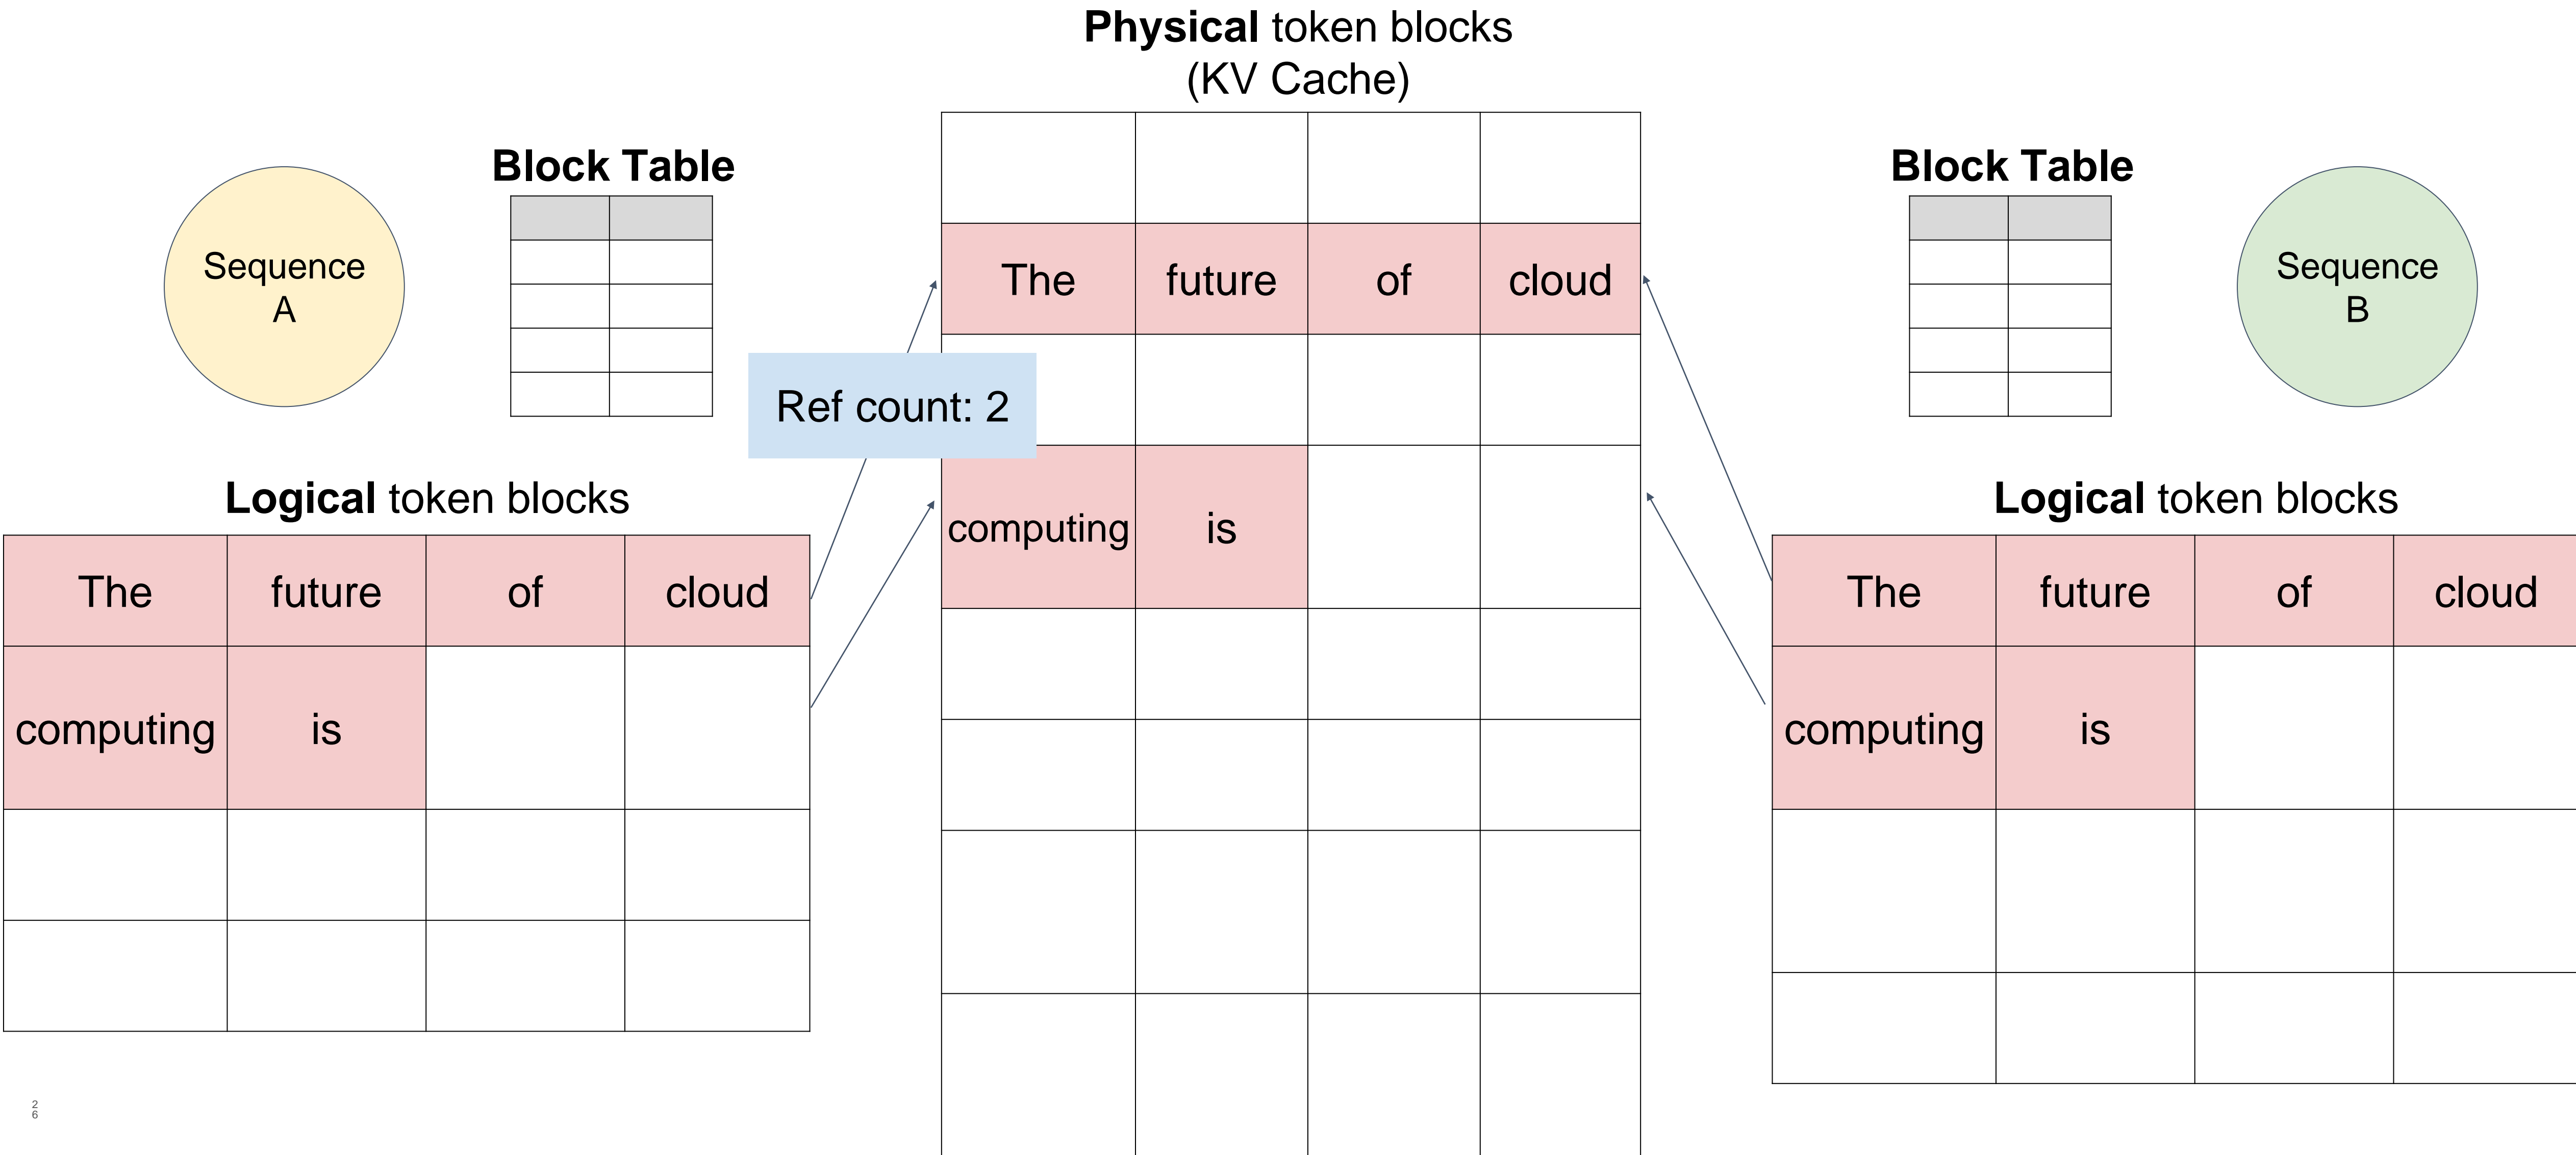 Physical token blocks
(KV Cache)
Block Table
Block Table
Sequence
A
Sequence
B
The future of cloud
Ref count: 2
computing is
Logical token blocks
The future of cloud
computing is
Logical token blocks
The future of cloud
computing is
2
6